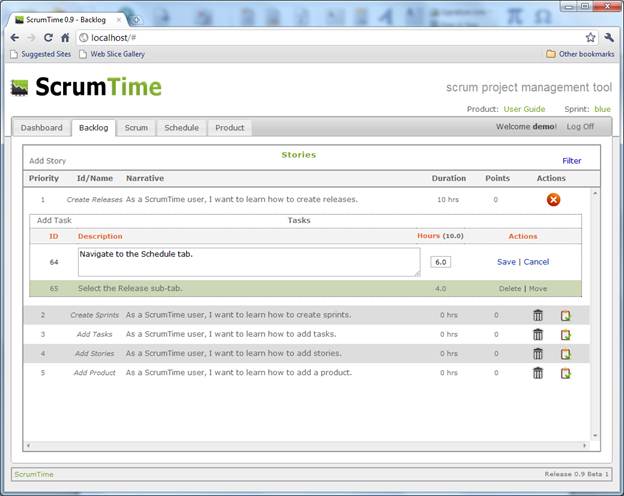 ScrumTime 0.9 - Backlog
localhost/#
Suggested Sites Web Slice Gallery Other bookmarks
ScrumTime scrum project management tool
Product: User Guide Sprint: blue
Dashboard Backlog Scrum Schedule Product Welcome demo! Log Off
Add Story Stories Filter
Priority Id/Name Narrative Duration Points Actions
1 Create Releases As a ScrumTime user, I want to learn how to create releases. 10 hrs 0
Add Task Tasks
ID Description Hours (10.0) Actions
64 Navigate to the Schedule tab. 6.0 Save | Cancel
65 Select the Release sub-tab. 4.0 Delete | Move
2 Create Sprints As a ScrumTime user, I want to learn how to create sprints. 0 hrs 0
3 Add Tasks As a ScrumTime user, I want to learn how to add tasks. 0 hrs 0
4 Add Stories As a ScrumTime user, I want to learn how to add stories. 0 hrs 0
5 Add Product As a ScrumTime user, I want to learn how to add a product. 0 hrs 0
ScrumTime Release 0.9 Beta 1